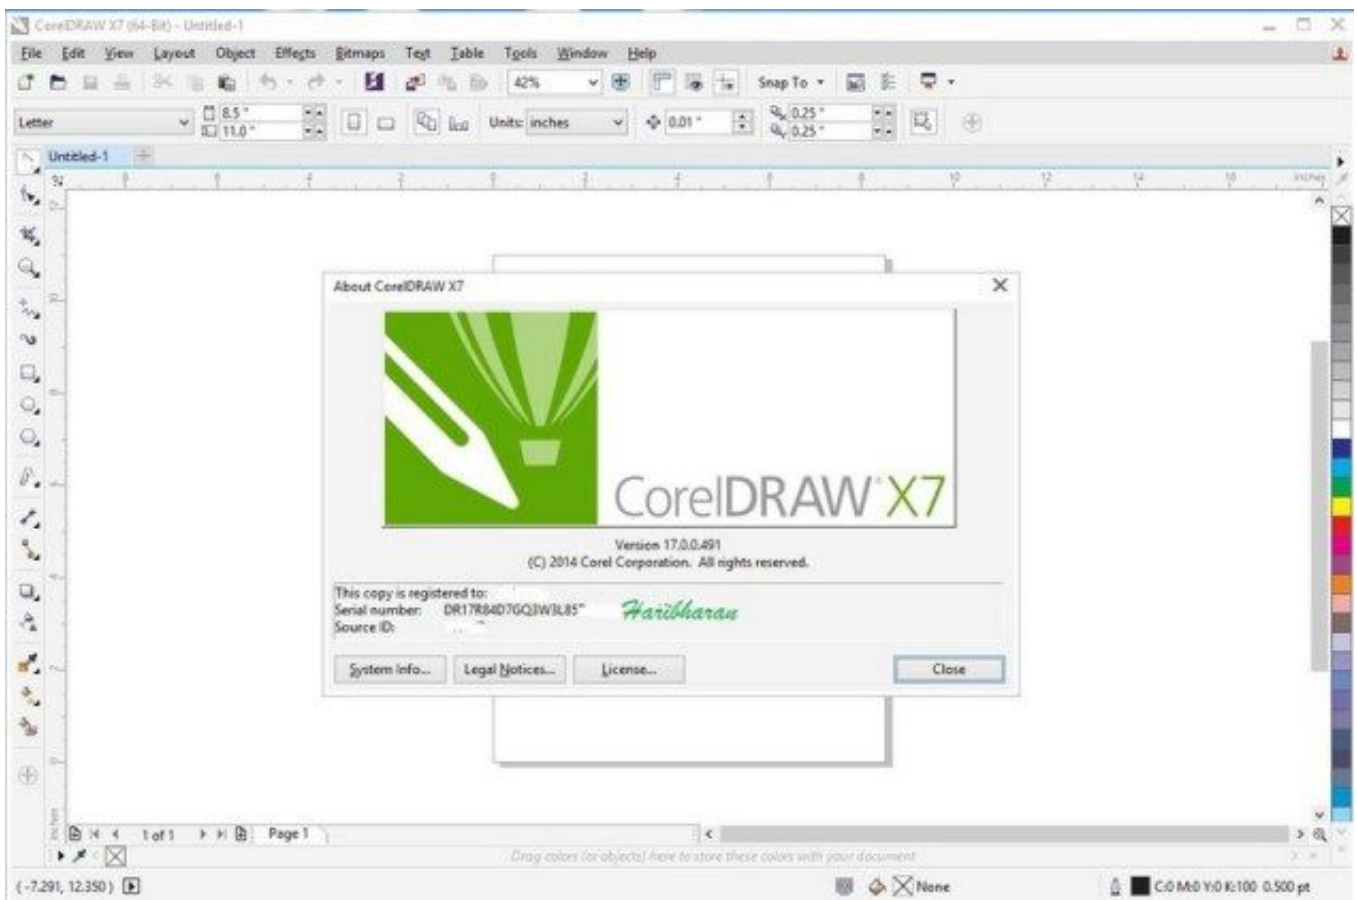 CorelDRAW X7 (64-Bit) - Untitled-1
File Edit View Layout Object Effects Bitmaps Text Table Tools Window Help
42% Snap To
Letter 8.5 " 11.0 " Units: inches 0.01 " 0.25 " 0.25 "
Untitled-1
inches
About CorelDRAW X7
CorelDRAW® X7
Version 17.0.0.491
(C) 2014 Corel Corporation. All rights reserved.
This copy is registered to:
Serial number: DR17R84D7GQ3W3L85
Haribharan
Source ID:
System Info... Legal Notices... License... Close
inches
1 of 1 Page 1
Drag colors (or objects) here to store these colors with your document
(-7.291, 12.350) None C:0 M:0 Y:0 K:100 0.500 pt